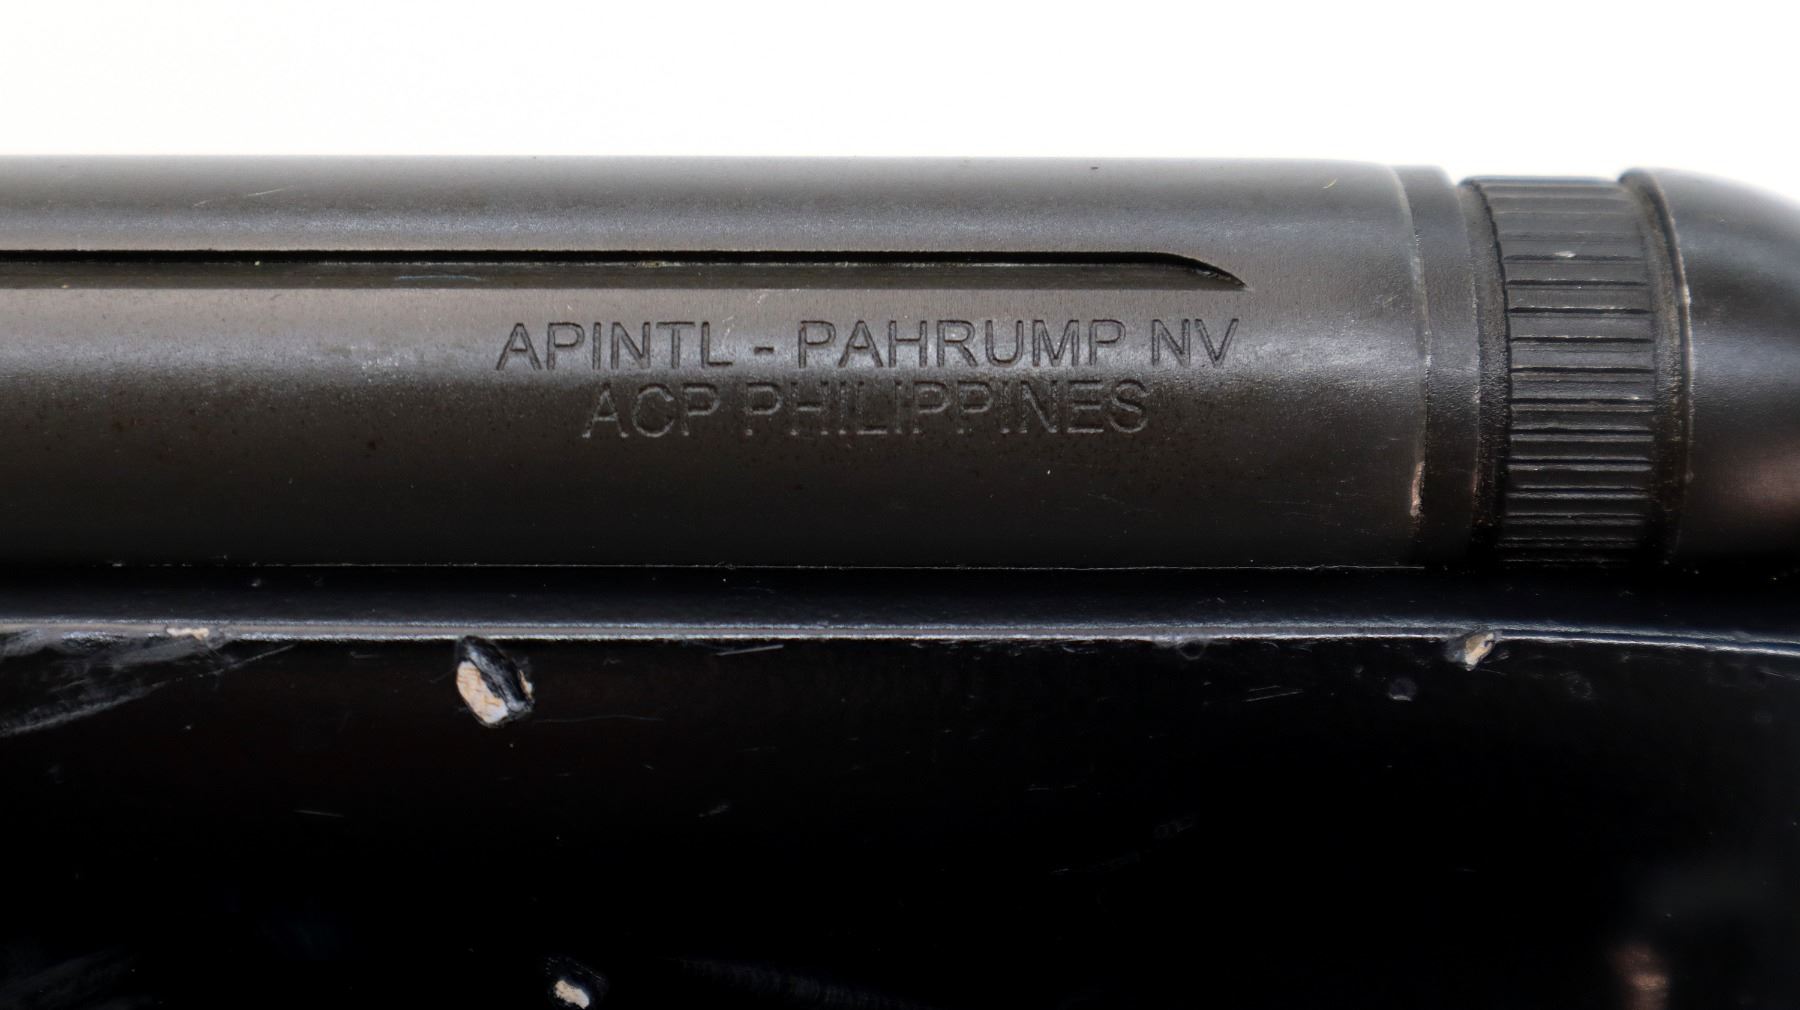 APINTL - PAHRUMP NV
ACP PHILIPPINES